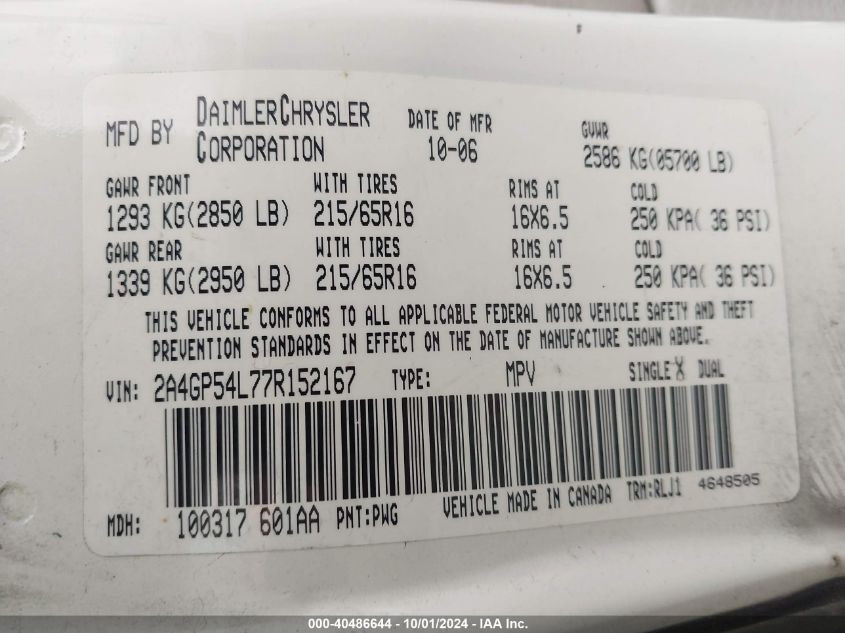 MFD BY DAIMLERCHRYSLER CORPORATION
DATE OF MFR 10-06
GVWR 2586 KG(05700 LB)
GAWR FRONT WITH TIRES RIMS AT COLD
1293 KG(2850 LB) 215/65R16 16X6.5 250 KPA( 36 PSI)
GAWR REAR WITH TIRES RIMS AT COLD
1339 KG(2950 LB) 215/65R16 16X6.5 250 KPA( 36 PSI)
THIS VEHICLE CONFORMS TO ALL APPLICABLE FEDERAL MOTOR VEHICLE SAFETY AND THEFT
PREVENTION STANDARDS IN EFFECT ON THE DATE OF MANUFACTURE SHOWN ABOVE.
VIN: 2A4GP54L77R152167 TYPE: MPV SINGLE X DUAL
MDH: 100317 601AA PNT:PWG VEHICLE MADE IN CANADA TRM:RLJ1 4648505
000-40486644 - 10/01/2024 - IAA Inc.